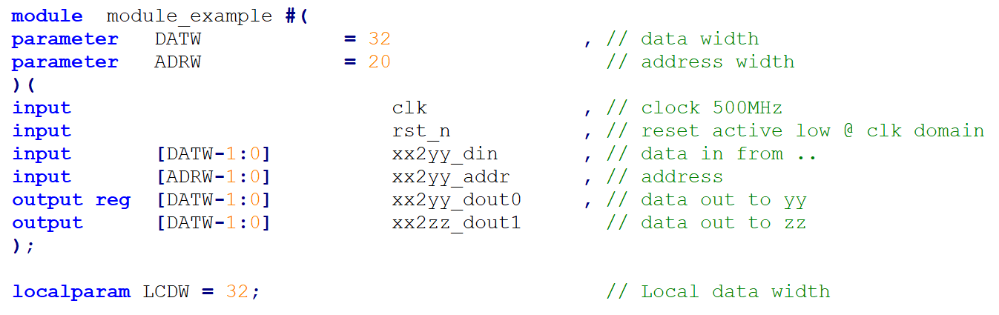 module  module_example #(
parameter   DATW            = 32                , // data width
parameter   ADRW            = 20                  // address width
)(
input                           clk             , // clock 500MHz
input                           rst_n           , // reset active low @ clk domain
input       [DATW-1:0]          xx2yy_din       , // data in from ..
input       [ADRW-1:0]          xx2yy_addr      , // address
output reg  [DATW-1:0]          xx2yy_dout0     , // data out to yy
output      [DATW-1:0]          xx2zz_dout1       // data out to zz
);
localparam LCDW = 32;                             // Local data width